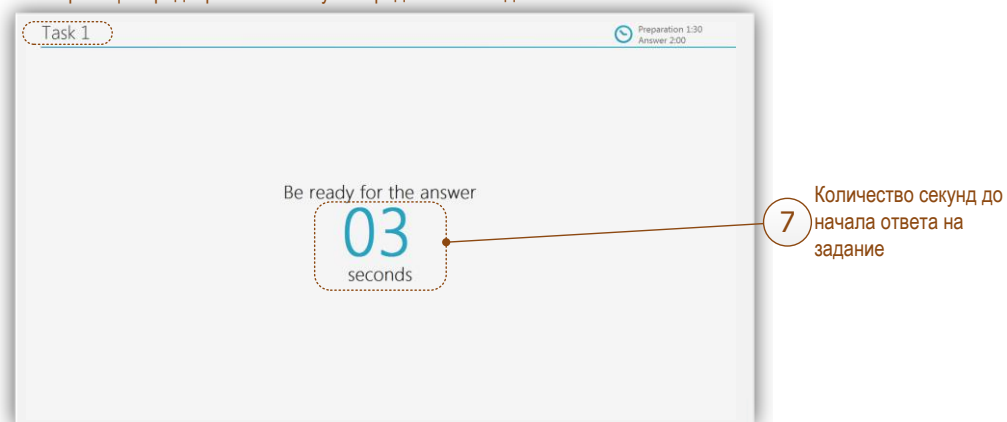 Task 1
Preparation 1:30
Answer 2:00
Be ready for the answer
03
seconds
7
Количество секунд до
начала ответа на
задание